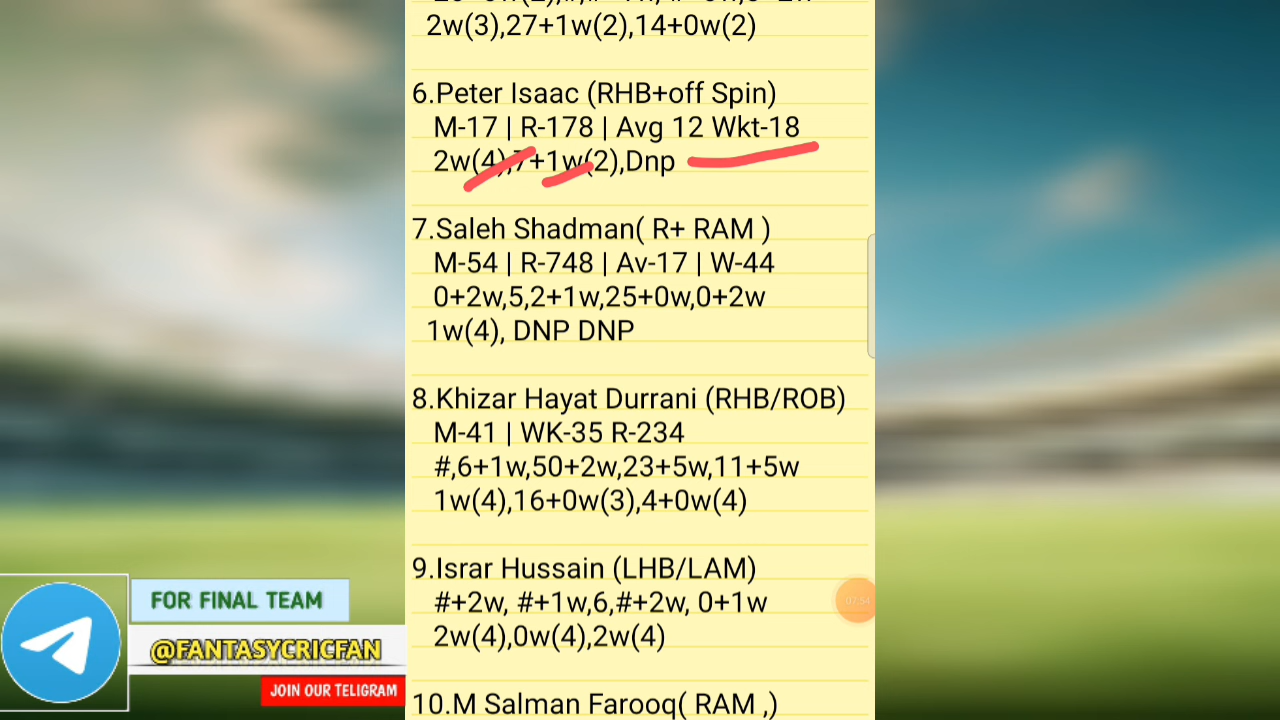 2w(3),27+1w(2),14+0w(2)
6.Peter Isaac (RHB+off Spin)
M-17 | R-178 | Avg 12 Wkt-18
2w(4),7+1w(2),Dnp
7.Saleh Shadman( R+ RAM )
M-54 | R-748 | Av-17 | W-44
0+2w,5,2+1w,25+0w,0+2w
1w(4), DNP DNP
8.Khizar Hayat Durrani (RHB/ROB)
M-41 | WK-35 R-234
#,6+1w,50+2w,23+5w,11+5w
1w(4),16+0w(3),4+0w(4)
9.Israr Hussain (LHB/LAM)
#+2w, #+1w,6,#+2w, 0+1w
2w(4),0w(4),2w(4)
10.M Salman Farooq( RAM ,)
07:54
FOR FINAL TEAM
@FANTASYCRICFAN
JOIN OUR TELIGRAM